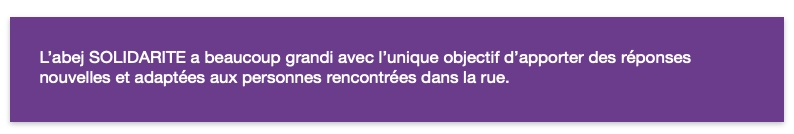 L’abej SOLIDARITE a beaucoup grandi avec l’unique objectif d’apporter des réponses
nouvelles et adaptées aux personnes rencontrées dans la rue.